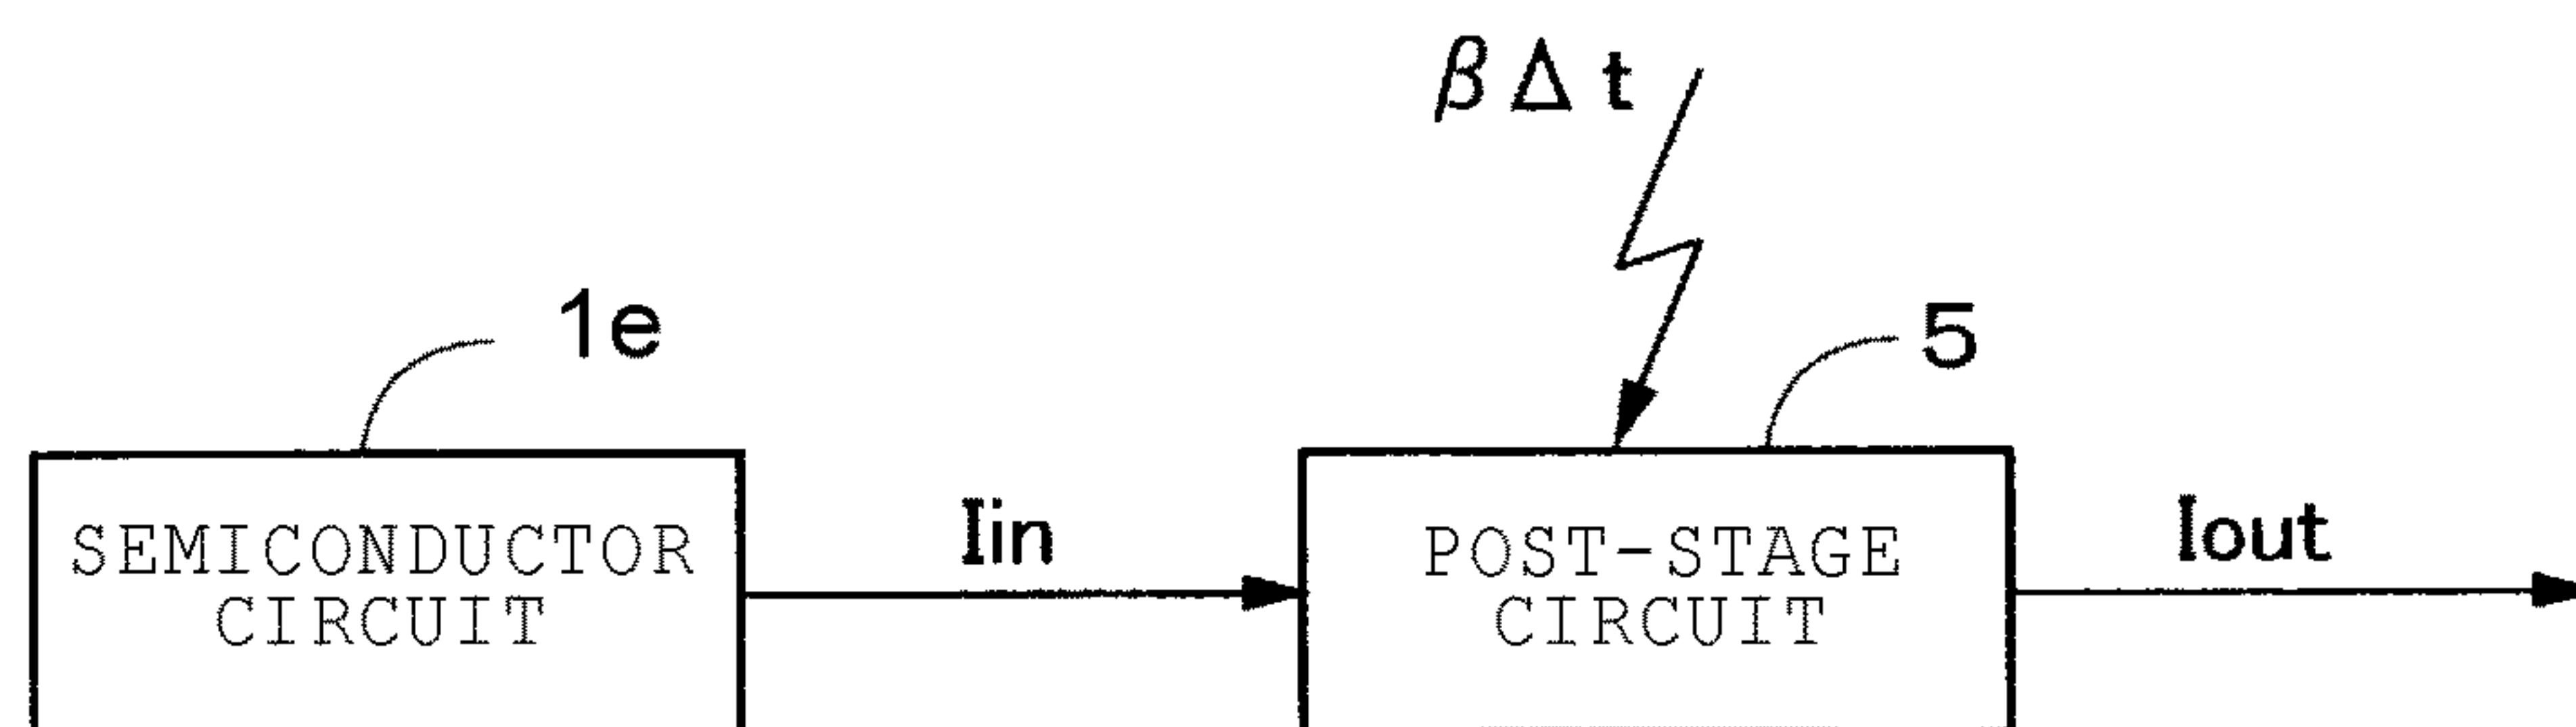 βΔt
1e
5
SEMICONDUCTOR
CIRCUIT
Iin
POST-STAGE
CIRCUIT
Iout